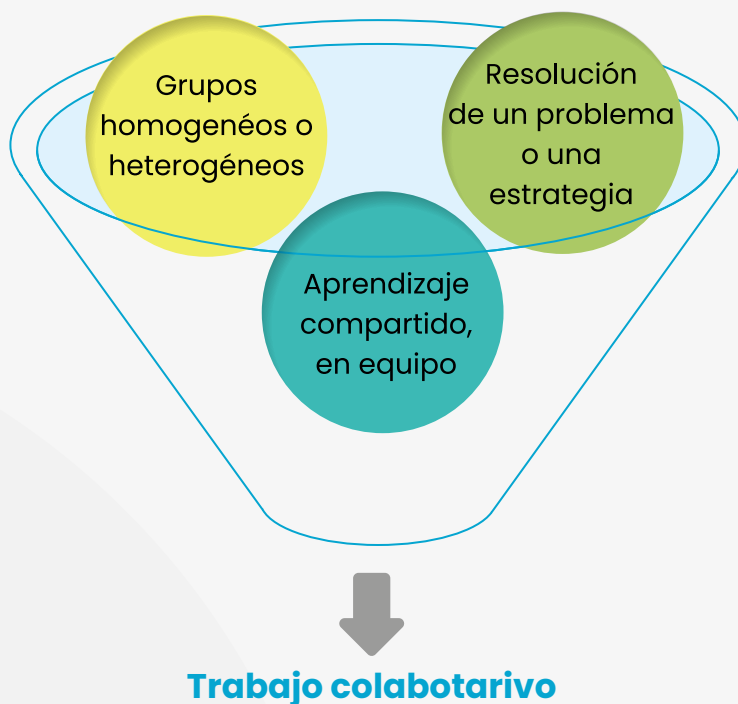 Grupos
homogenéos o
heterogéneos
Resolución
de un problema
o una
estrategia
Aprendizaje
compartido,
en equipo
Trabajo colabotarivo